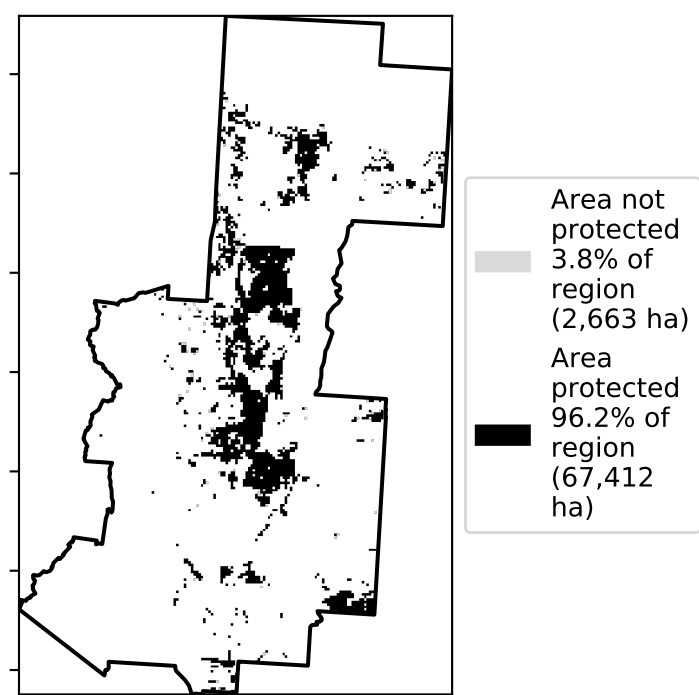 Area not
protected
3.8% of
region
(2,663 ha)
Area
protected
96.2% of
region
(67,412
ha)